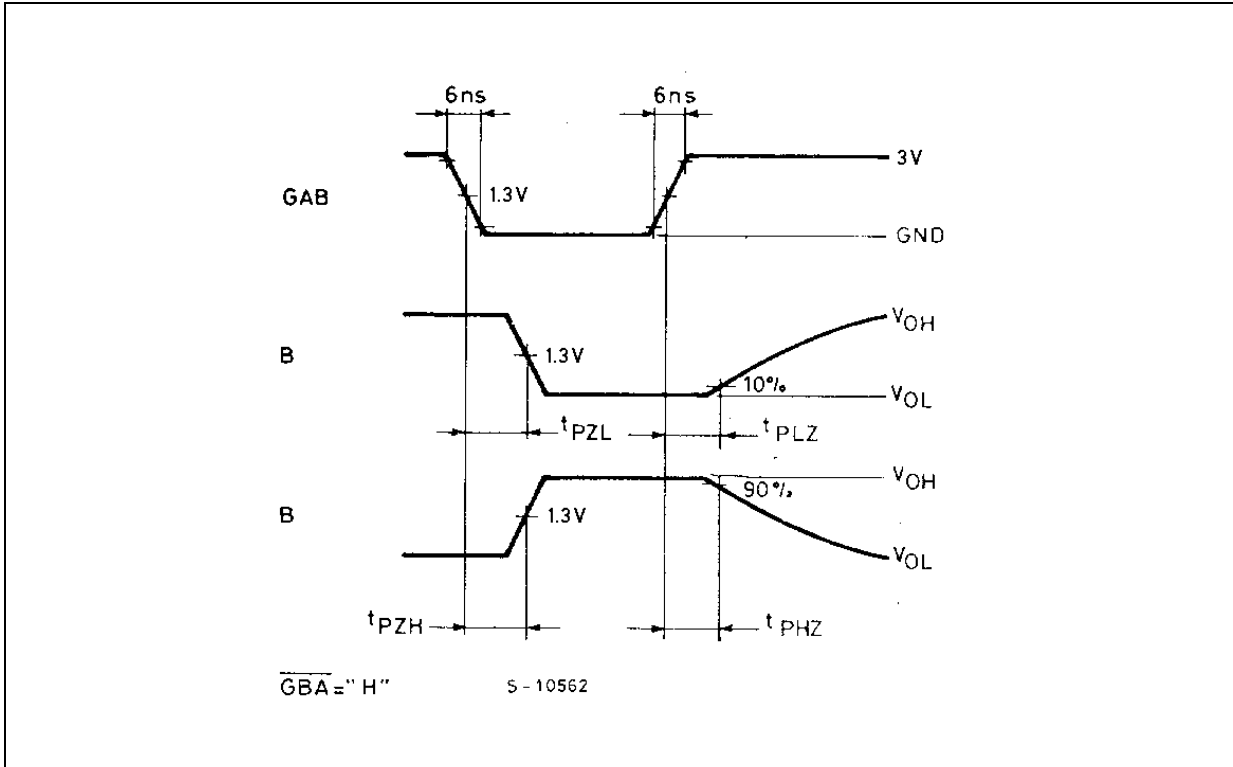 6ns 6ns
3V
GAB 1.3V
GND
VOH
B 1.3V
10%
VOL
tPZL tPLZ
VOH
90%
B 1.3V
VOL
tPZH tPHZ
G̅B̅A̅="H" S-10562